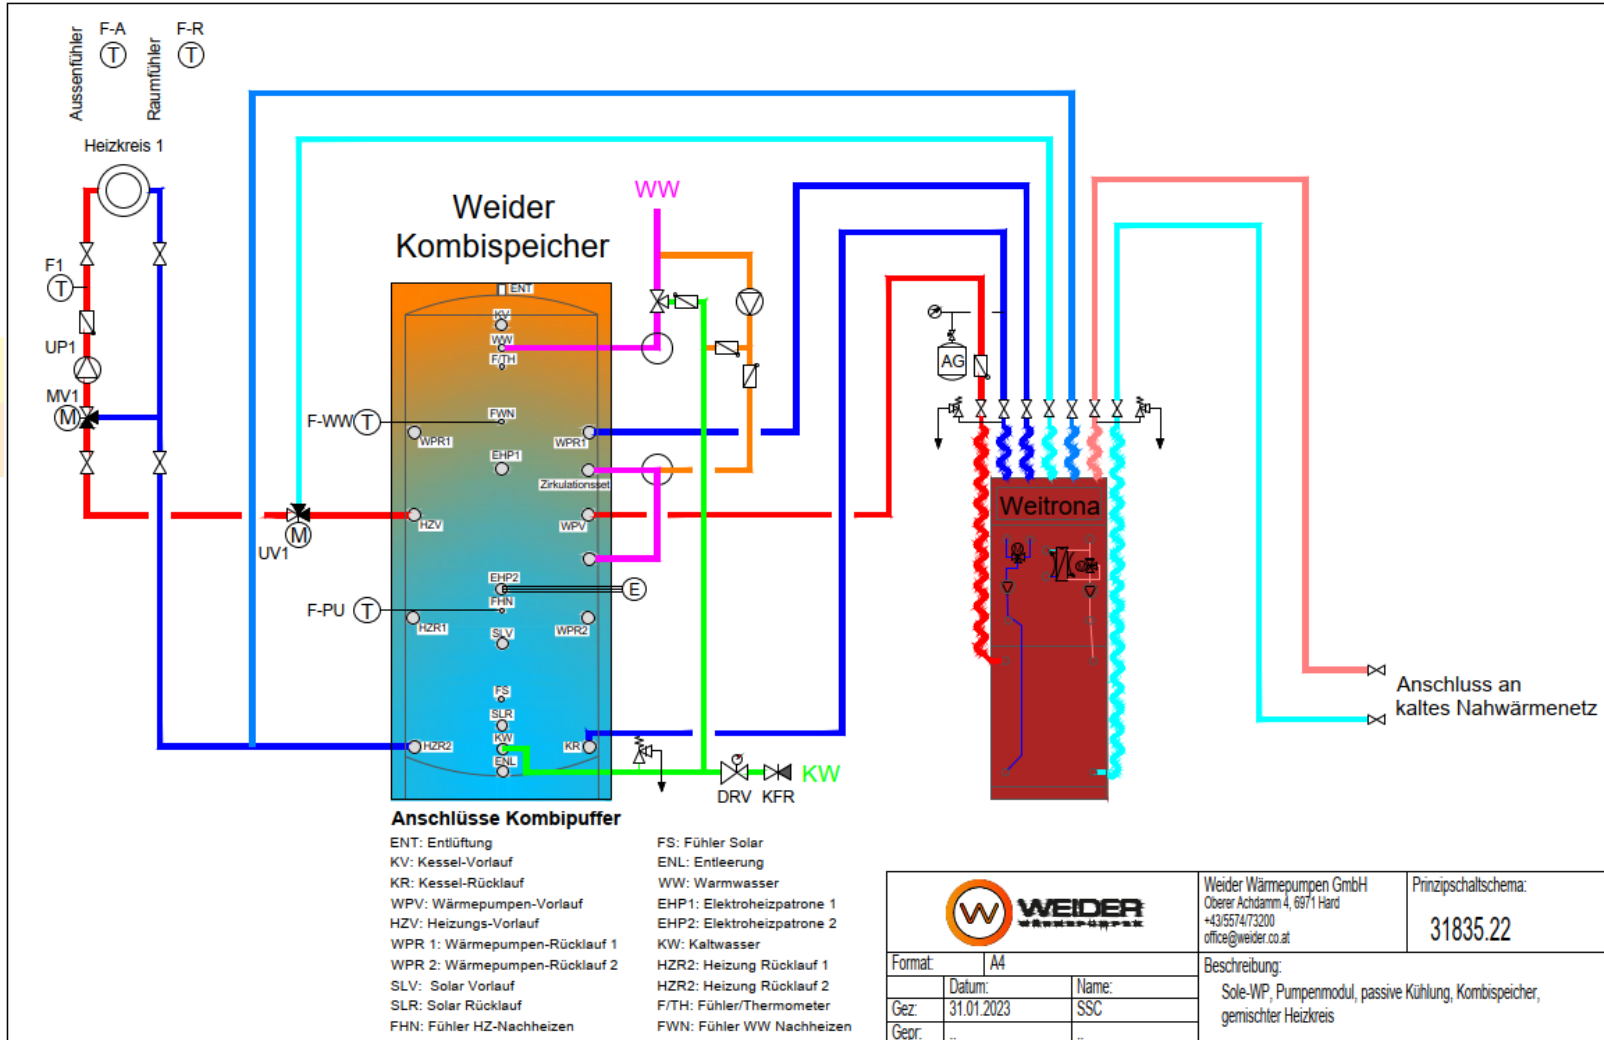 Aussenfühler
F-A
T
Raumfühler
F-R
T
Heizkreis 1
F1
T
UP1
MV1
M
UV1
M
Weider
Kombispeicher
WW
ENT
KV
WW
F/TH
F-WW
T
FWN
WPR1
WPR1
EHP1
Zirkulationsset
HZV
WPV
EHP2
E
F-PU
T
FHN
HZR1
WPR2
SLV
FS
SLR
KW
HZR2
KR
ENL
DRV
KFR
KW
AG
Weitrona
Anschluss an
kaltes Nahwärmenetz
Anschlüsse Kombipuffer
ENT: Entlüftung
KV: Kessel-Vorlauf
KR: Kessel-Rücklauf
WPV: Wärmepumpen-Vorlauf
HZV: Heizungs-Vorlauf
WPR 1: Wärmepumpen-Rücklauf 1
WPR 2: Wärmepumpen-Rücklauf 2
SLV: Solar Vorlauf
SLR: Solar Rücklauf
FHN: Fühler HZ-Nachheizen
FS: Fühler Solar
ENL: Entleerung
WW: Warmwasser
EHP1: Elektroheizpatrone 1
EHP2: Elektroheizpatrone 2
KW: Kaltwasser
HZR2: Heizung Rücklauf 1
HZR2: Heizung Rücklauf 2
F/TH: Fühler/Thermometer
FWN: Fühler WW Nachheizen
WEIDER
wärmepumpen
Weider Wärmepumpen GmbH
Oberer Achdamm 4, 6971 Hard
+43/5574/73200
office@weider.co.at
Prinzipschaltschema:
31835.22
Format: A4
Datum: Name:
Gez: 31.01.2023 SSC
Gepr: .. ..
Beschreibung:
Sole-WP, Pumpenmodul, passive Kühlung, Kombispeicher,
gemischter Heizkreis